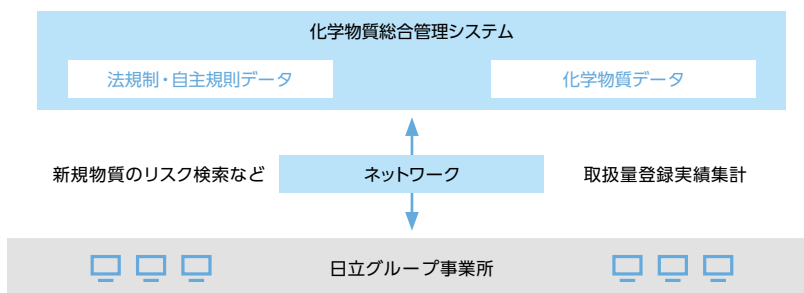 化学物質総合管理システム
法規制・自主規則データ
化学物質データ
新規物質のリスク検索など
ネットワーク
取扱量登録実績集計
日立グループ事業所